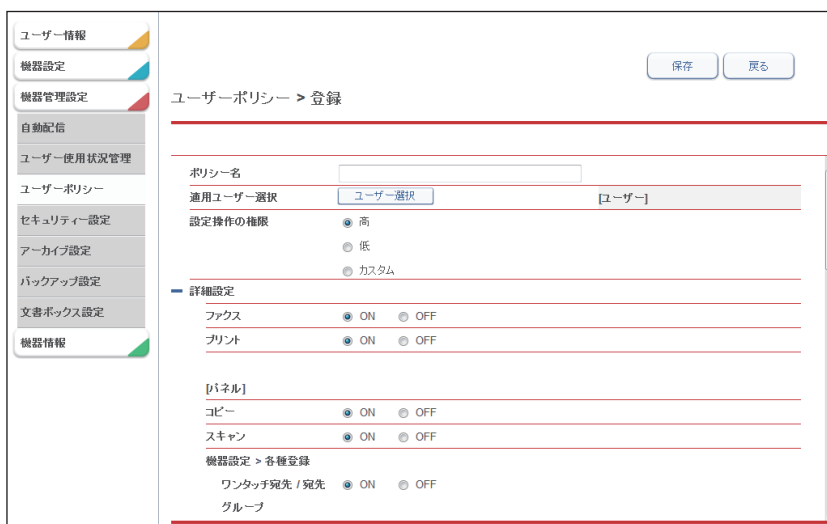 ユーザー情報
機器設定
機器管理設定
自動配信
ユーザー使用状況管理
ユーザーポリシー
セキュリティー設定
アーカイブ設定
バックアップ設定
文書ボックス設定
機器情報
保存 戻る
ユーザーポリシー > 登録
ポリシー名
適用ユーザー選択 ユーザー選択 [ユーザー]
設定操作の権限 高
低
カスタム
詳細設定
ファクス ON OFF
プリント ON OFF
[パネル]
コピー ON OFF
スキャン ON OFF
機器設定 > 各種登録
ワンタッチ宛先 / 宛先 ON OFF
グループ